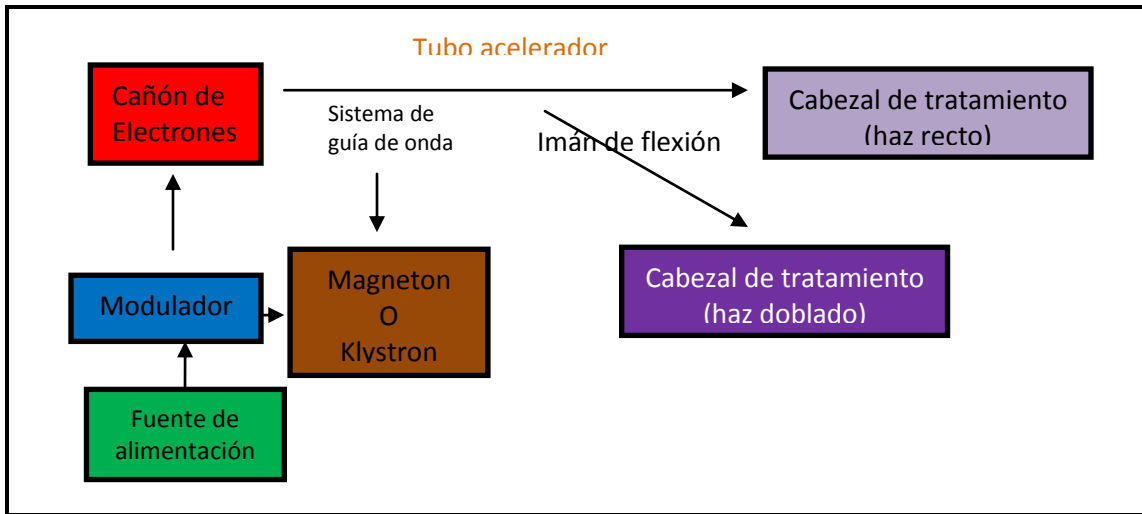 Tubo acelerador
Cañón de
Electrones
Sistema de
guía de onda
Imán de flexión
Cabezal de tratamiento
(haz recto)
Modulador
Magneton
O
Klystron
Cabezal de tratamiento
(haz doblado)
Fuente de
alimentación